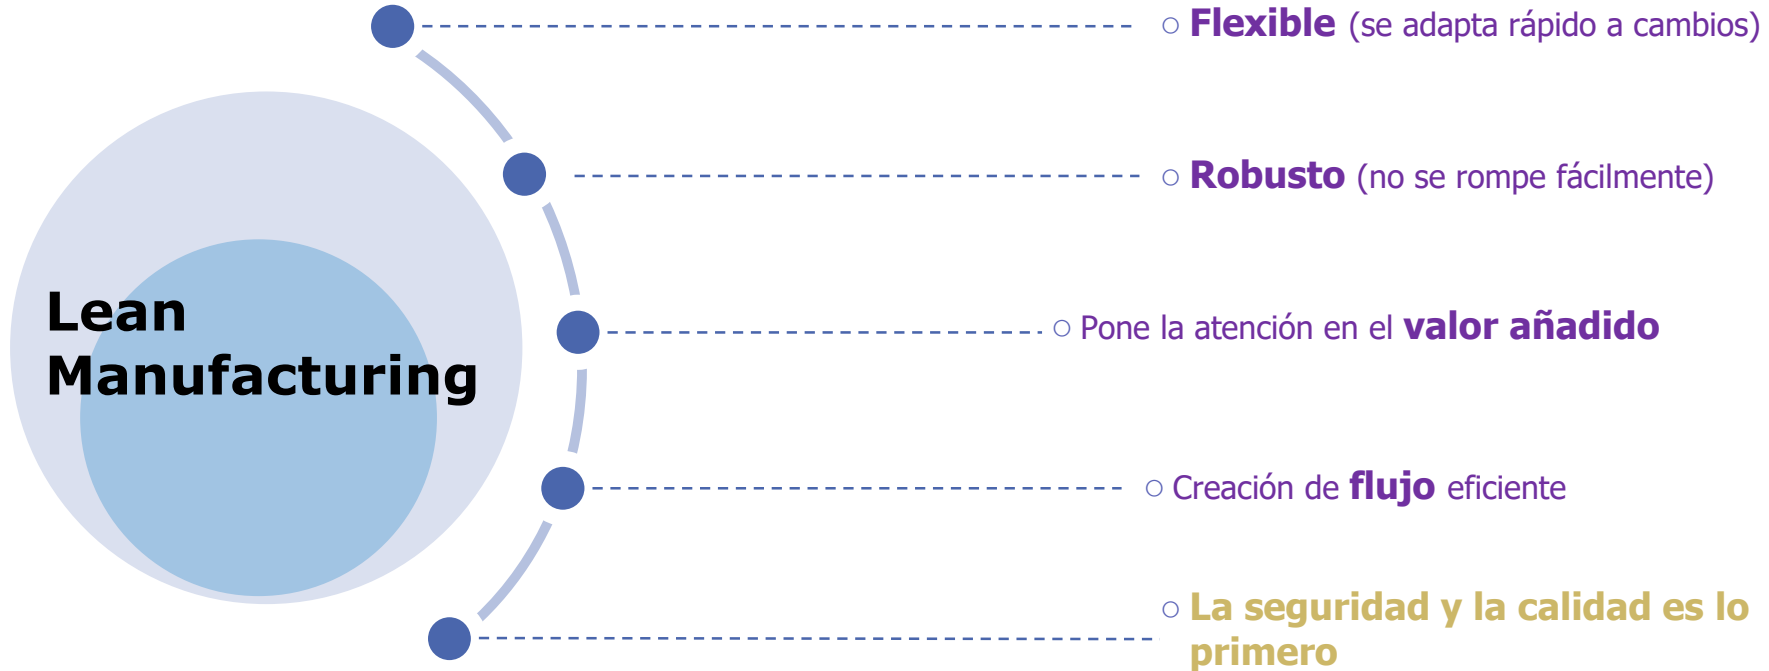 Lean
Manufacturing
Flexible (se adapta rápido a cambios)
Robusto (no se rompe fácilmente)
Pone la atención en el valor añadido
Creación de flujo eficiente
La seguridad y la calidad es lo
primero